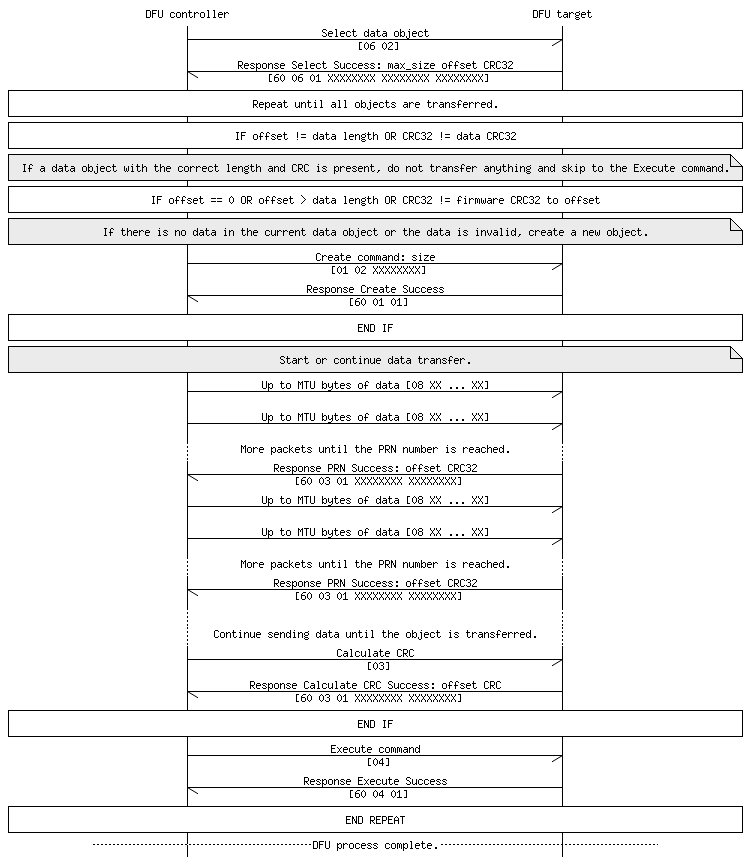 DFU controller DFU target
Select data object
[06 02]
Response Select Success: max_size offset CRC32
[60 06 01 XXXXXXXX XXXXXXXX XXXXXXXX]
Repeat until all objects are transferred.
IF offset != data length OR CRC32 != data CRC32
If a data object with the correct length and CRC is present, do not transfer anything and skip to the Execute command.
IF offset == 0 OR offset > data length OR CRC32 != firmware CRC32 to offset
If there is no data in the current data object or the data is invalid, create a new object.
Create command: size
[01 02 XXXXXXXX]
Response Create Success
[60 01 01]
END IF
Start or continue data transfer.
Up to MTU bytes of data [08 XX ... XX]
Up to MTU bytes of data [08 XX ... XX]
More packets until the PRN number is reached.
Response PRN Success: offset CRC32
[60 03 01 XXXXXXXX XXXXXXXX]
Up to MTU bytes of data [08 XX ... XX]
Up to MTU bytes of data [08 XX ... XX]
More packets until the PRN number is reached.
Response PRN Success: offset CRC32
[60 03 01 XXXXXXXX XXXXXXXX]
Continue sending data until the object is transferred.
Calculate CRC
[03]
Response Calculate CRC Success: offset CRC
[60 03 01 XXXXXXXX XXXXXXXX]
END IF
Execute command
[04]
Response Execute Success
[60 04 01]
END REPEAT
DFU process complete.